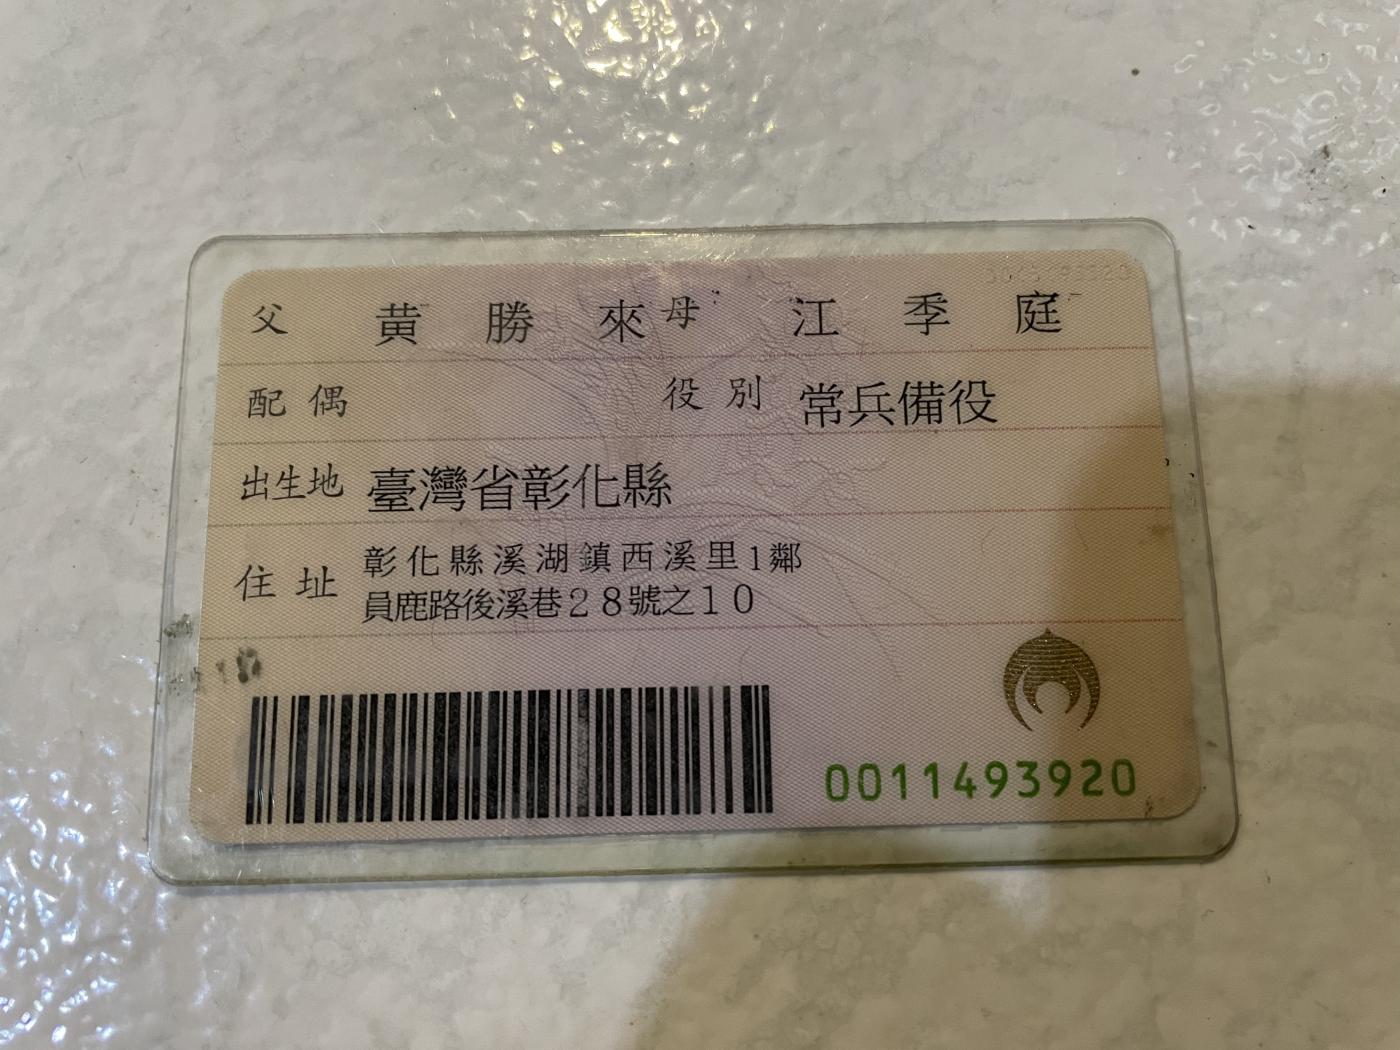 父 黄勝來 母 江季庭
配偶 役別 常兵備役
出生地 臺灣省彰化縣
住址 彰化縣溪湖鎮西溪里1鄰
員鹿路後溪巷28號之10
0011493920